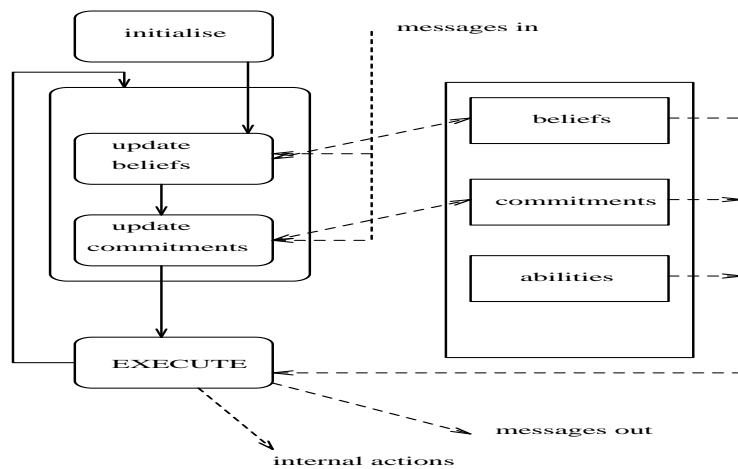 initialise
messages in
update
beliefs
beliefs
update
commitments
commitments
abilities
EXECUTE
messages out
internal actions